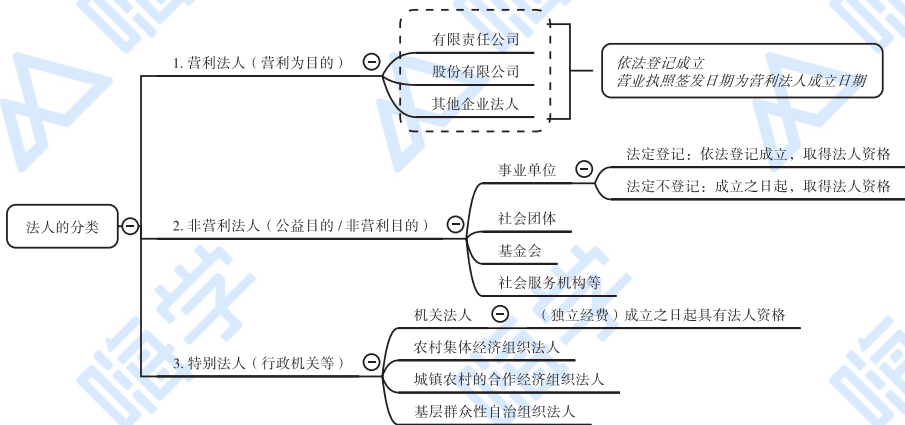 法人的分类
1. 营利法人（营利为目的）
有限责任公司
股份有限公司
其他企业法人
依法登记成立
营业执照签发日期为营利法人成立日期
2. 非营利法人（公益目的 / 非营利目的）
事业单位
法定登记：依法登记成立，取得法人资格
法定不登记：成立之日起，取得法人资格
社会团体
基金会
社会服务机构等
3. 特别法人（行政机关等）
机关法人
（独立经费）成立之日起具有法人资格
农村集体经济组织法人
城镇农村的合作经济组织法人
基层群众性自治组织法人
嗨学
嗨学
嗨学